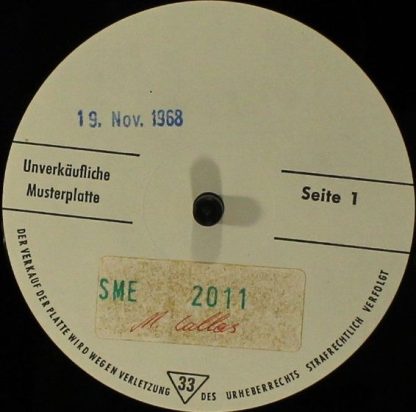 19. Nov. 1968
Unverkäufliche
Musterplatte
Seite 1
SME 2011
M. Callas
DER VERKAUF DER PLATTE WIRD WEGEN VERLETZUNG DES URHEBERRECHTS STRAFRECHTLICH VERFOLGT
33